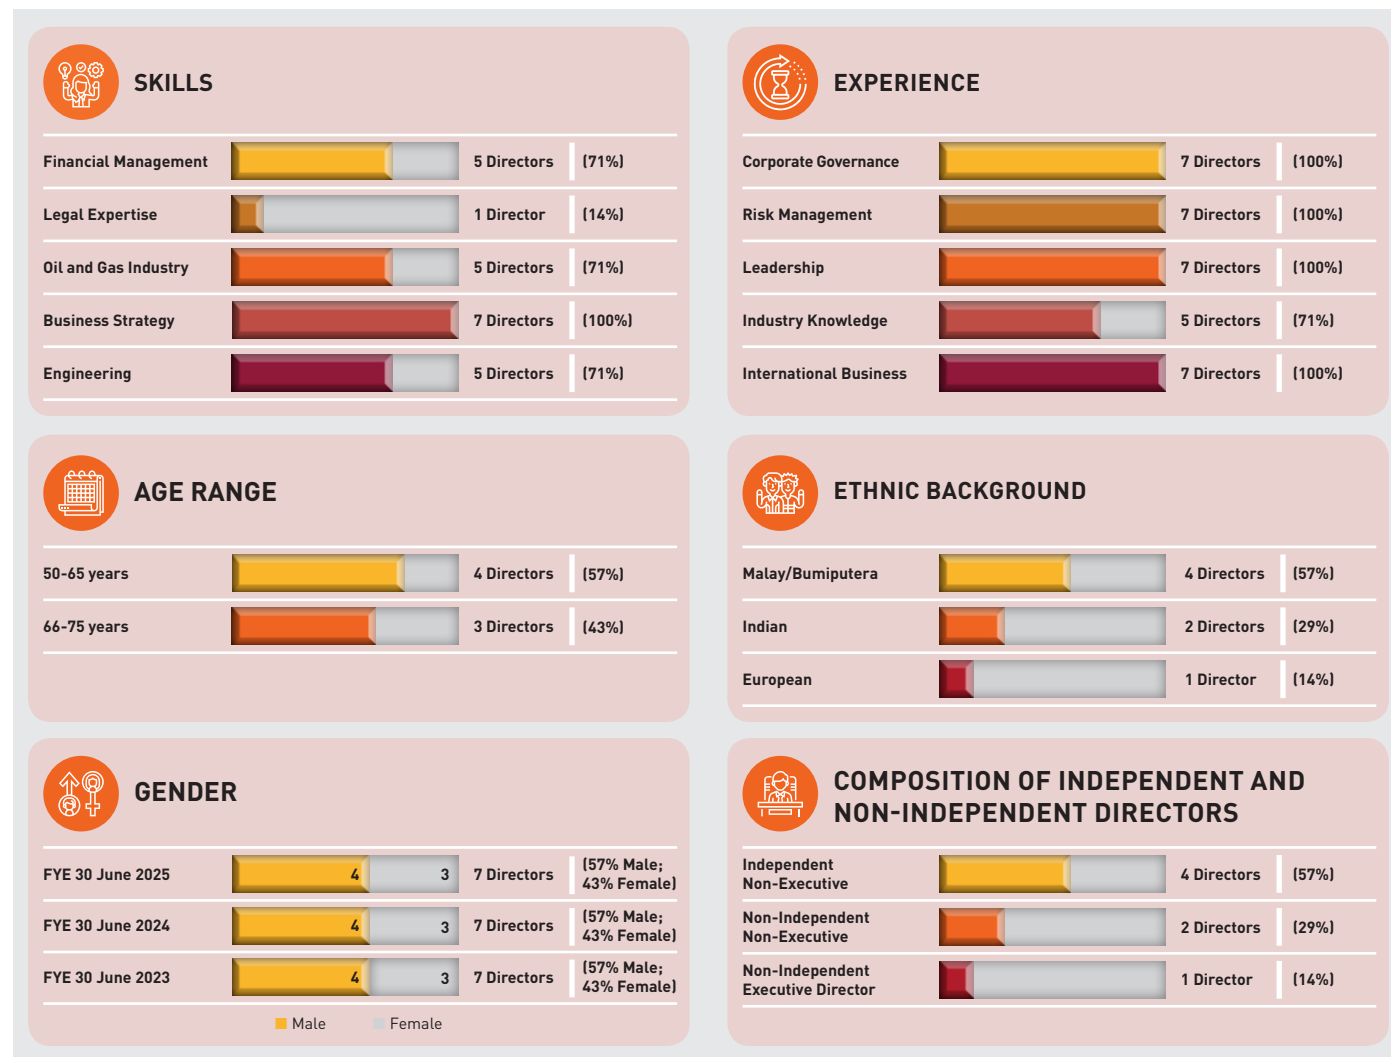 SKILLS
Financial Management 5 Directors (71%)
Legal Expertise 1 Director (14%)
Oil and Gas Industry 5 Directors (71%)
Business Strategy 7 Directors (100%)
Engineering 5 Directors (71%)
EXPERIENCE
Corporate Governance 7 Directors (100%)
Risk Management 7 Directors (100%)
Leadership 7 Directors (100%)
Industry Knowledge 5 Directors (71%)
International Business 7 Directors (100%)
AGE RANGE
50-65 years 4 Directors (57%)
66-75 years 3 Directors (43%)
ETHNIC BACKGROUND
Malay/Bumiputera 4 Directors (57%)
Indian 2 Directors (29%)
European 1 Director (14%)
GENDER
FYE 30 June 2025 4 3 7 Directors (57% Male;
43% Female)
FYE 30 June 2024 4 3 7 Directors (57% Male;
43% Female)
FYE 30 June 2023 4 3 7 Directors (57% Male;
43% Female)
Male Female
COMPOSITION OF INDEPENDENT AND
NON-INDEPENDENT DIRECTORS
Independent
Non-Executive 4 Directors (57%)
Non-Independent
Non-Executive 2 Directors (29%)
Non-Independent
Executive Director 1 Director (14%)